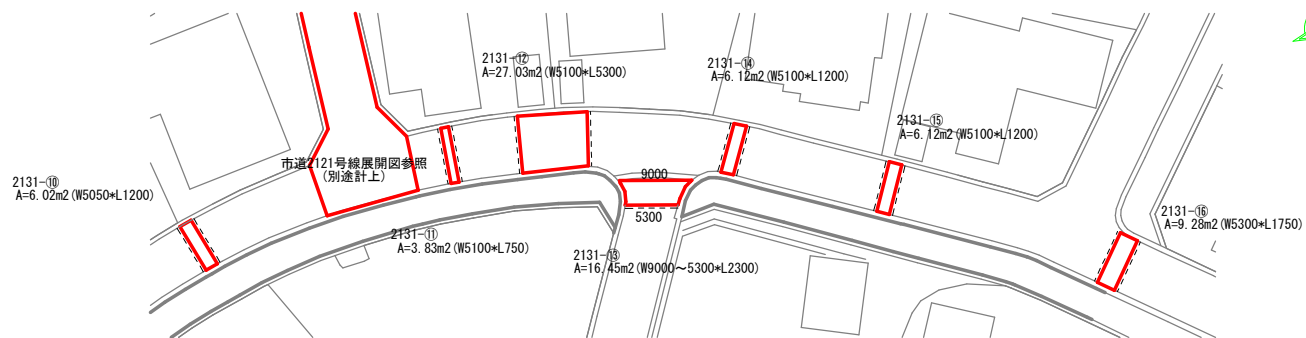 2131-⑫
A=27.03m2(W5100*L5300)
2131-⑭
A=6.12m2(W5100*L1200)
2131-⑮
A=6.12m2(W5100*L1200)
市道2121号線展開図参照
(別途計上)
9000
2131-⑩
A=6.02m2(W5050*L1200)
5300
2131-⑯
A=9.28m2(W5300*L1750)
2131-⑪
A=3.83m2(W5100*L750)
2131-⑬
A=16.45m2(W9000～5300*L2300)